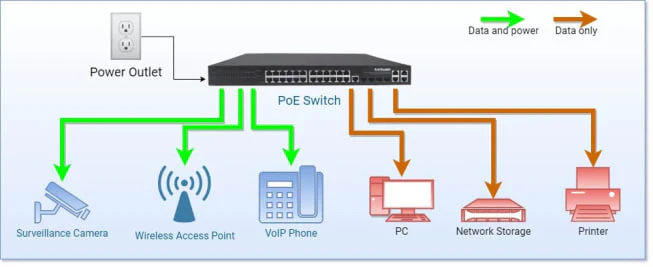 Data and power
Data only
Power Outlet
PoE Switch
Surveillance Camera
Wireless Access Point
VoIP Phone
PC
Network Storage
Printer